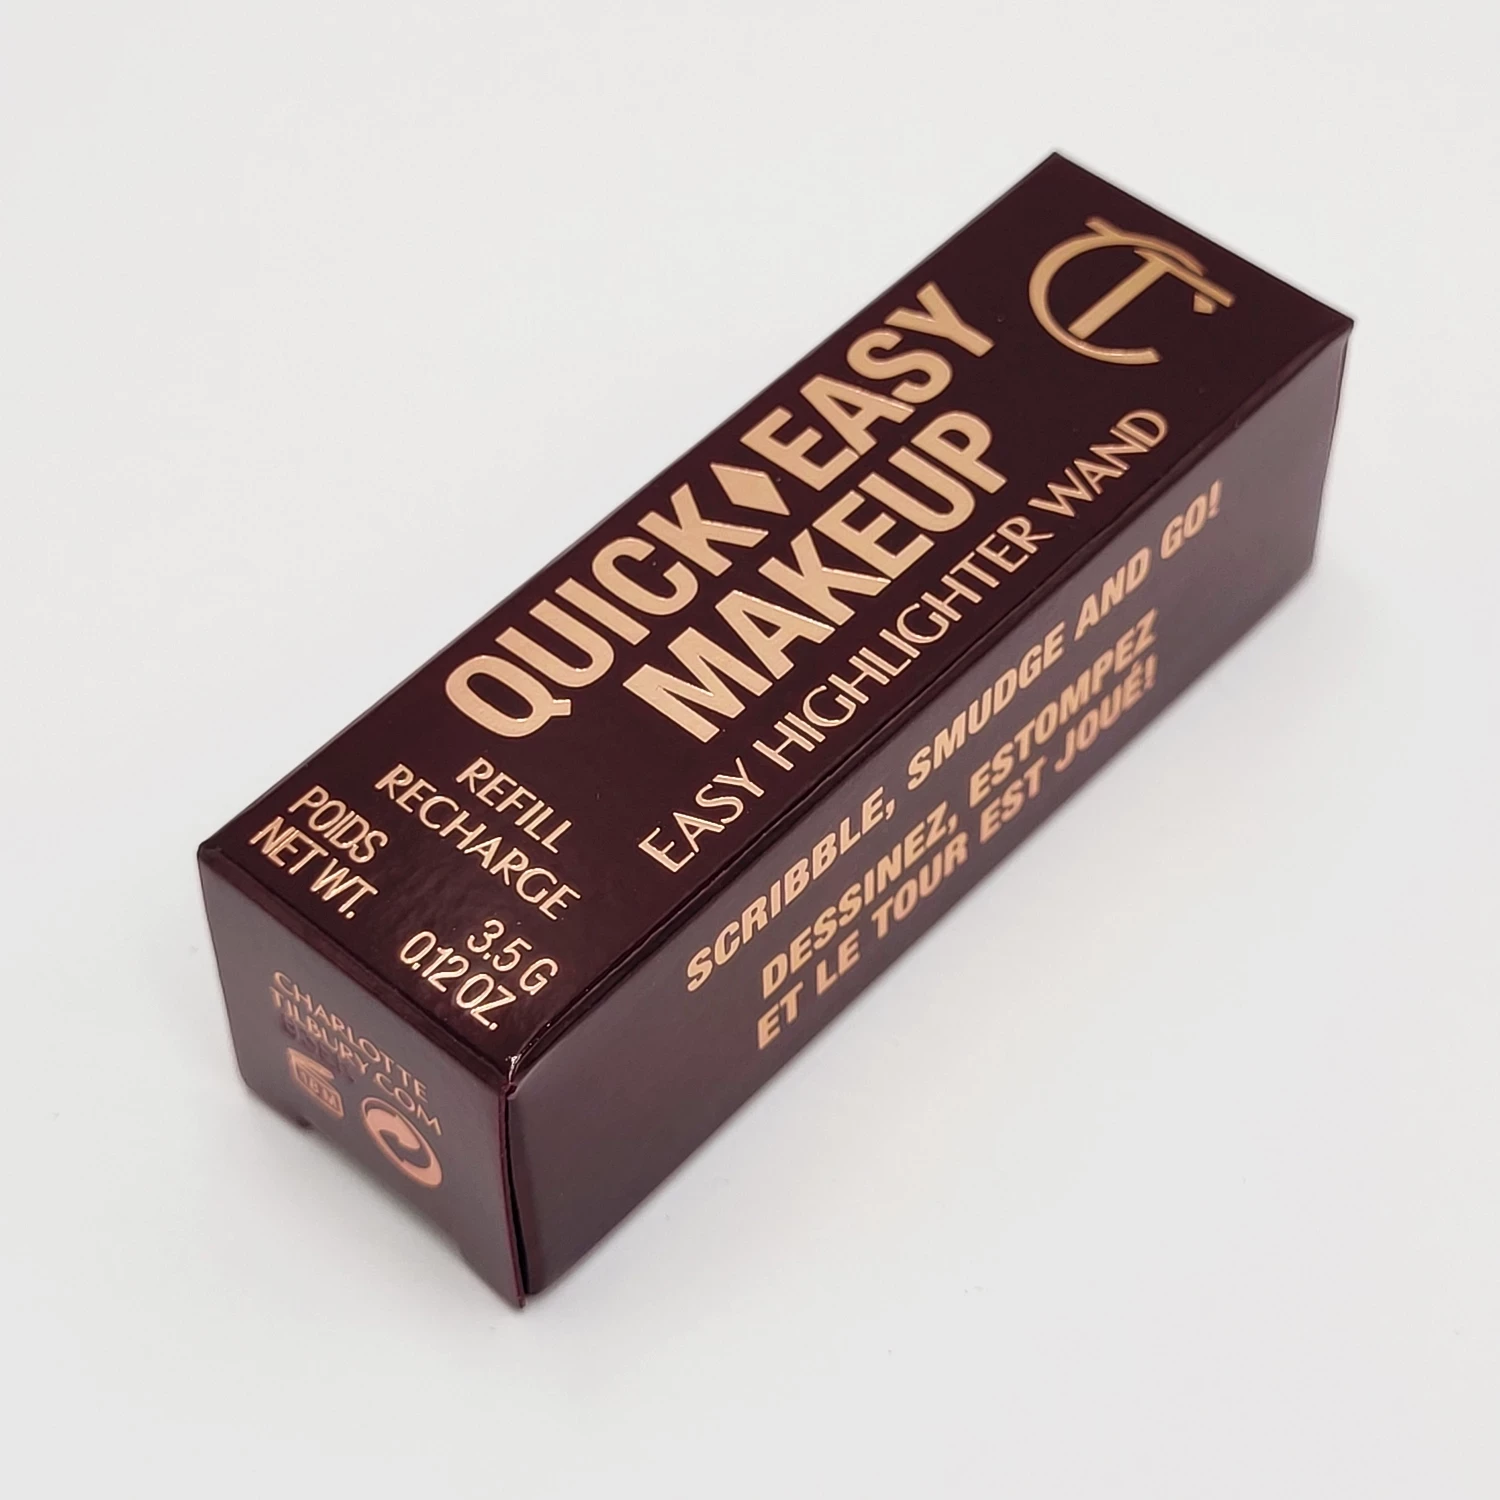 CT
QUICK♦EASY
MAKEUP
EASY HIGHLIGHTER WAND
REFILL
RECHARGE
POIDS 3.5 G
NET WT. 0.12 OZ.
SCRIBBLE, SMUDGE AND GO!
DESSINEZ, ESTOMPEZ
ET LE TOUR EST JOUÉ!
CHARLOTTE
TILBURY.COM
18 M